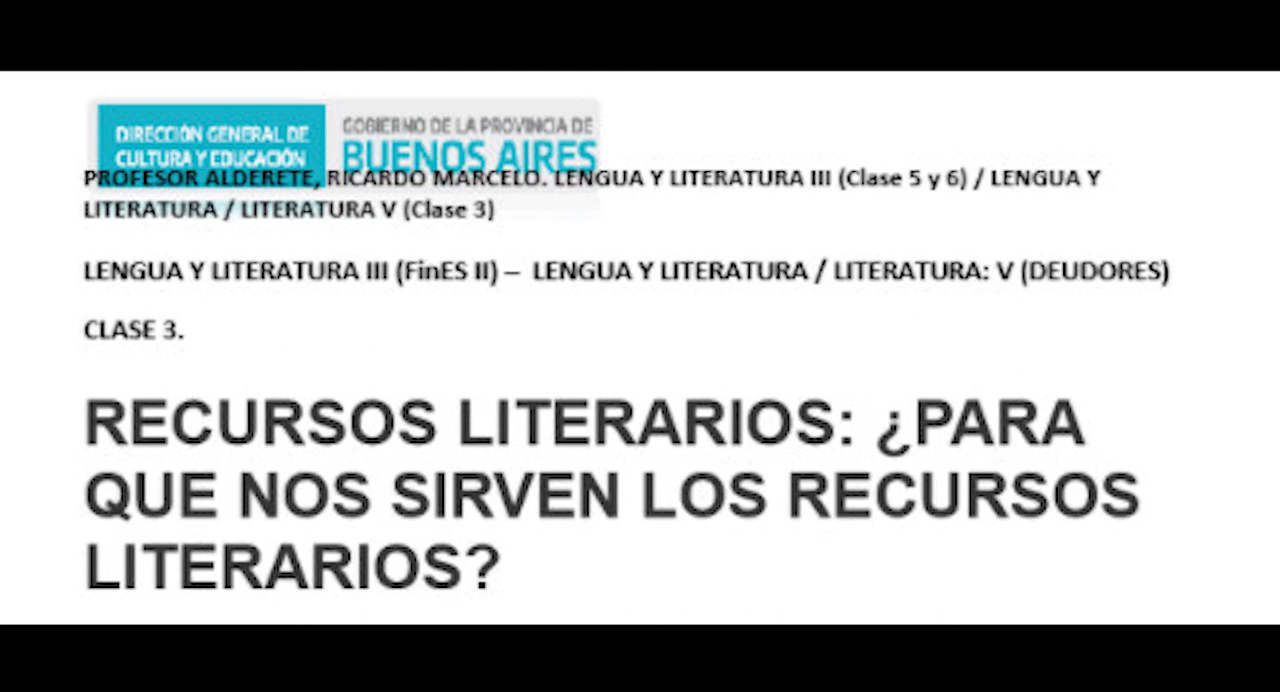 DIRECCIÓN GENERAL DE
CULTURA Y EDUCACIÓN
GOBIERNO DE LA PROVINCIA DE
BUENOS AIRES
PROFESOR ALDERETE, RICARDO MARCELO. LENGUA Y LITERATURA III (Clase 5 y 6) / LENGUA Y
LITERATURA / LITERATURA V (Clase 3)
LENGUA Y LITERATURA III (FinES II) – LENGUA Y LITERATURA / LITERATURA: V (DEUDORES)
CLASE 3.
RECURSOS LITERARIOS: ¿PARA
QUE NOS SIRVEN LOS RECURSOS
LITERARIOS?